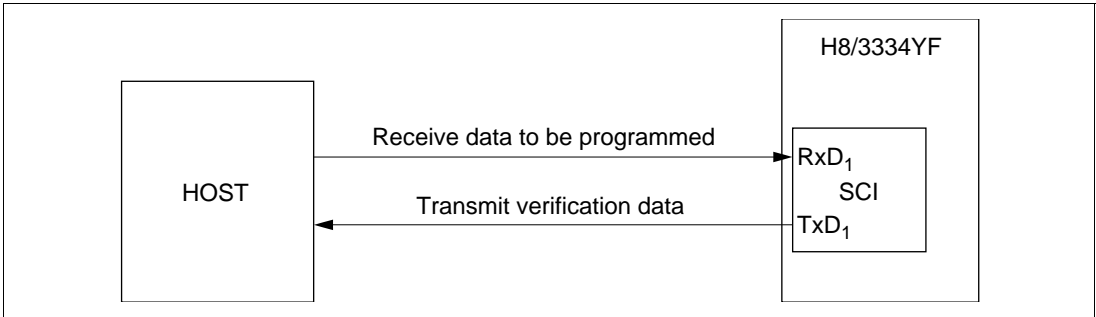 H8/3334YF
Receive data to be programmed
RxD1
HOST
SCI
Transmit verification data
TxD1